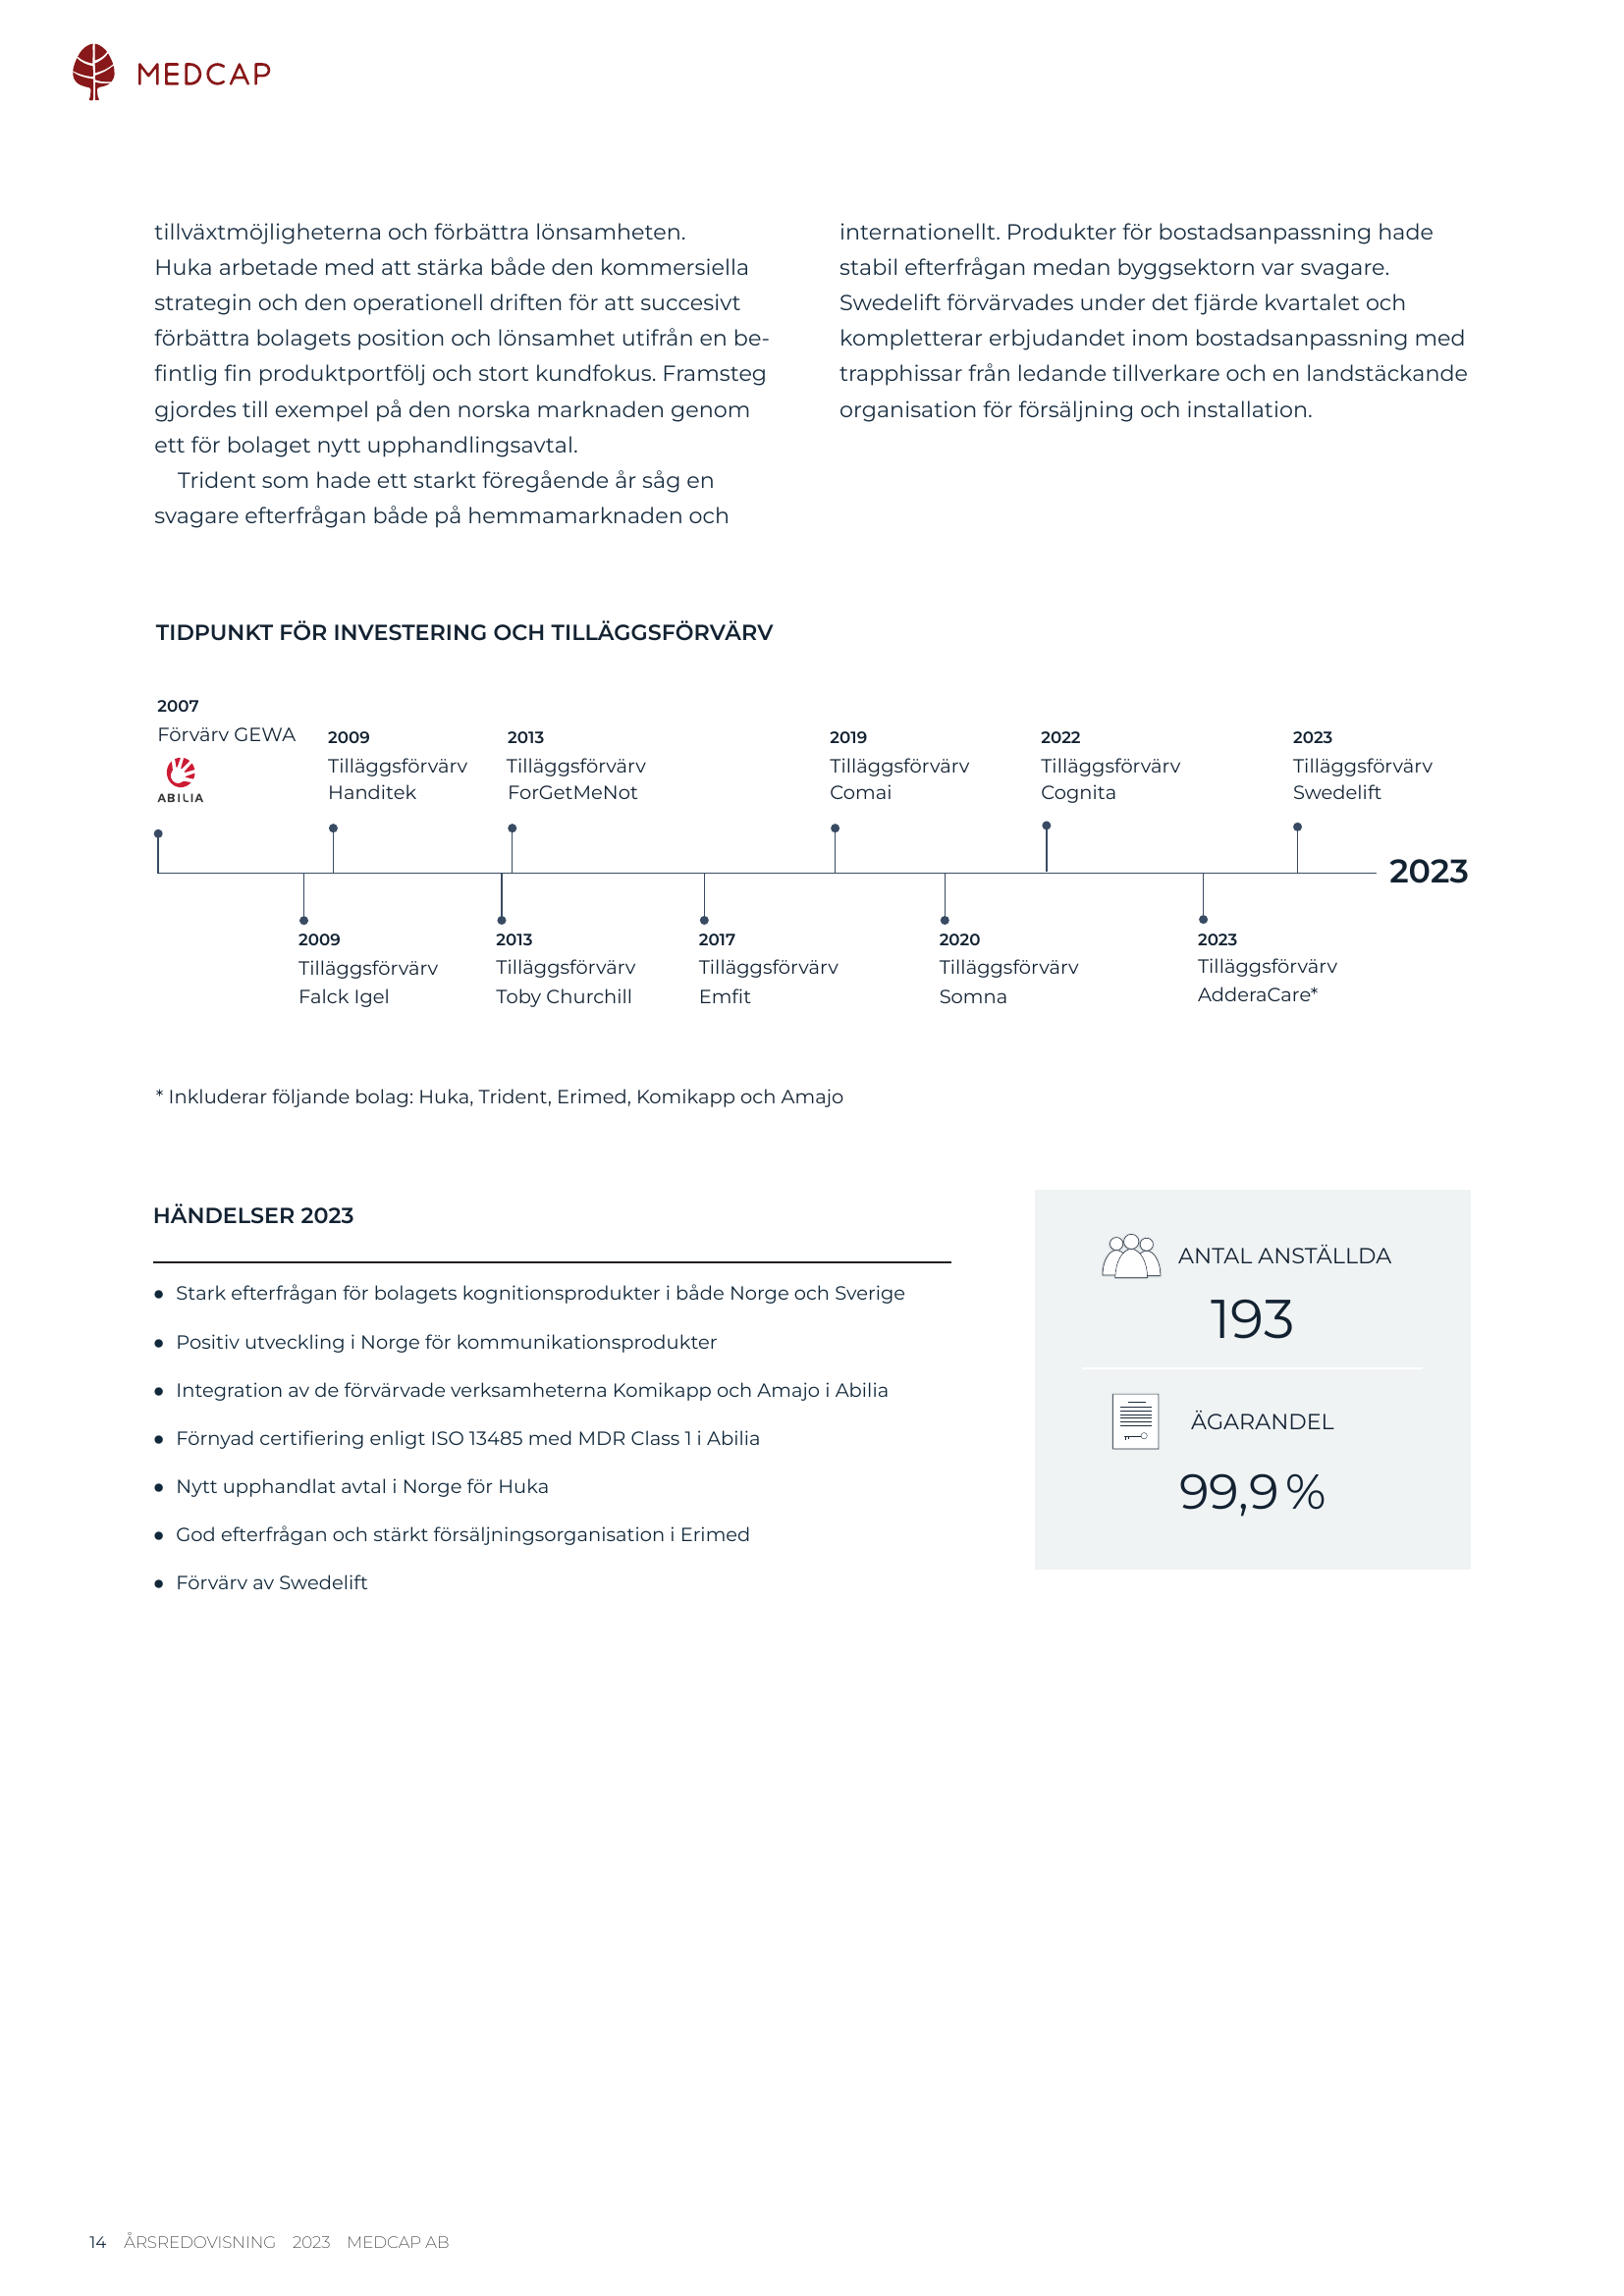 MEDCAP
tillväxtmöjligheterna och förbättra lönsamheten.
Huka arbetade med att stärka både den kommersiella
strategin och den operationell driften för att succesivt
förbättra bolagets position och lönsamhet utifrån en be-
fintlig fin produktportfölj och stort kundfokus. Framsteg
gjordes till exempel på den norska marknaden genom
ett för bolaget nytt upphandlingsavtal.
Trident som hade ett starkt föregående år såg en
svagare efterfrågan både på hemmamarknaden och
internationellt. Produkter för bostadsanpassning hade
stabil efterfrågan medan byggsektorn var svagare.
Swedelift förvärvades under det fjärde kvartalet och
kompletterar erbjudandet inom bostadsanpassning med
trapphissar från ledande tillverkare och en landstäckande
organisation för försäljning och installation.
TIDPUNKT FÖR INVESTERING OCH TILLÄGGSFÖRVÄRV
2007
Förvärv GEWA
ABILIA
2009
Tilläggsförvärv
Handitek
2013
Tilläggsförvärv
ForGetMeNot
2019
Tilläggsförvärv
Comai
2022
Tilläggsförvärv
Cognita
2023
Tilläggsförvärv
Swedelift
2023
2009
Tilläggsförvärv
Falck Igel
2013
Tilläggsförvärv
Toby Churchill
2017
Tilläggsförvärv
Emfit
2020
Tilläggsförvärv
Somna
2023
Tilläggsförvärv
AdderaCare*
* Inkluderar följande bolag: Huka, Trident, Erimed, Komikapp och Amajo
HÄNDELSER 2023
● Stark efterfrågan för bolagets kognitionsprodukter i både Norge och Sverige
● Positiv utveckling i Norge för kommunikationsprodukter
● Integration av de förvärvade verksamheterna Komikapp och Amajo i Abilia
● Förnyad certifiering enligt ISO 13485 med MDR Class 1 i Abilia
● Nytt upphandlat avtal i Norge för Huka
● God efterfrågan och stärkt försäljningsorganisation i Erimed
● Förvärv av Swedelift
ANTAL ANSTÄLLDA
193
ÄGARANDEL
99,9 %
14 ÅRSREDOVISNING 2023 MEDCAP AB